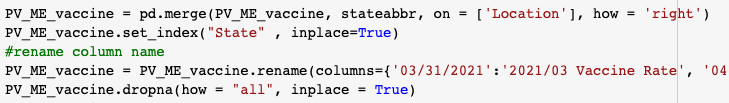 PV_ME_vaccine = pd.merge(PV_ME_vaccine, stateabbr, on = ['Location'], how = 'right')
PV_ME_vaccine.set_index("State" , inplace=True)
#rename column name
PV_ME_vaccine = PV_ME_vaccine.rename(columns={'03/31/2021':'2021/03 Vaccine Rate', '04
PV_ME_vaccine.dropna(how = "all", inplace = True)